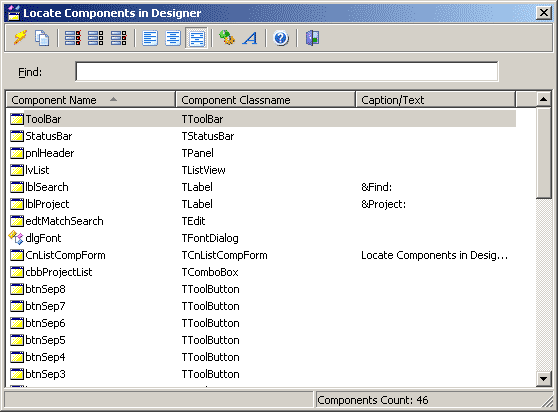 Locate Components in Designer
Find:
Component Name Component Classname Caption/Text
ToolBar TToolBar
StatusBar TStatusBar
pnlHeader TPanel
lvList TListView
lblSearch TLabel &Find:
lblProject TLabel &Project:
edtMatchSearch TEdit
dlgFont TFontDialog
CnListCompForm TCnListCompForm Locate Components in Desig...
cbbProjectList TComboBox
btnSep8 TToolButton
btnSep7 TToolButton
btnSep6 TToolButton
btnSep5 TToolButton
btnSep4 TToolButton
btnSep3 TToolButton
Components Count: 46